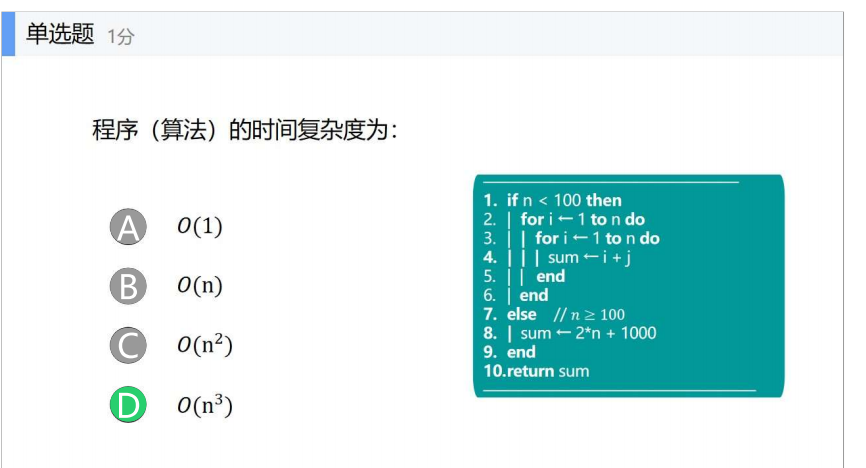 单选题 1分
程序（算法）的时间复杂度为：
A O(1)
B O(n)
C O(n²)
D O(n³)
1. if n < 100 then
2. | for i ← 1 to n do
3. | | for i ← 1 to n do
4. | | | sum ← i + j
5. | | end
6. | end
7. else // n ≥ 100
8. | sum ← 2*n + 1000
9. end
10.return sum